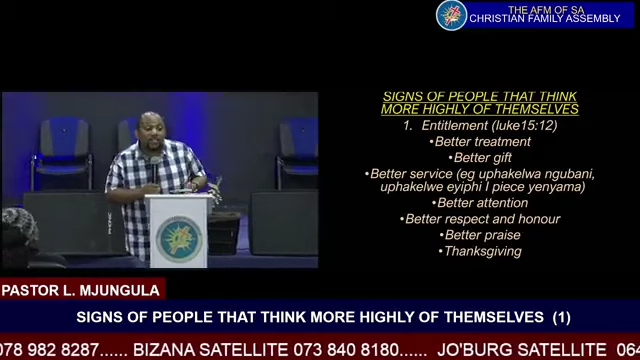 THE AFM OF SA
CHRISTIAN FAMILY ASSEMBLY
SIGNS OF PEOPLE THAT THINK
MORE HIGHLY OF THEMSELVES
1. Entitlement (luke15:12)
•Better treatment
•Better gift
•Better service (eg uphakelwa ngubani,
uphakelwe eyiphi I piece yenyama)
•Better attention
•Better respect and honour
•Better praise
•Thanksgiving
PASTOR L. MJUNGULA
SIGNS OF PEOPLE THAT THINK MORE HIGHLY OF THEMSELVES (1)
078 982 8287...... BIZANA SATELLITE 073 840 8180...... JO'BURG SATELLITE 064